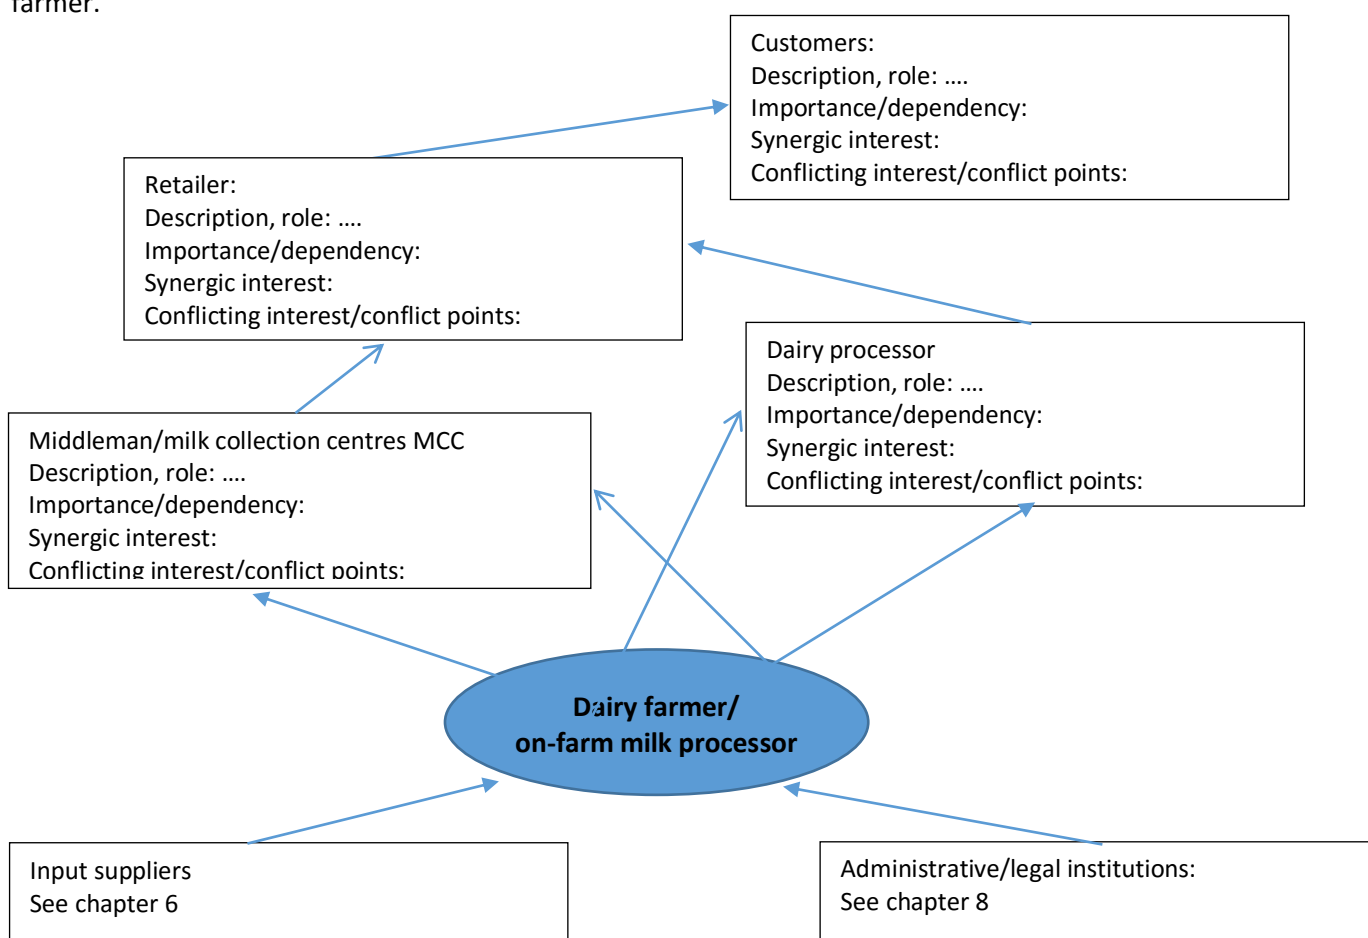 farmer.
Customers:
Description, role: ....
Importance/dependency:
Synergic interest:
Conflicting interest/conflict points:
Retailer:
Description, role: ....
Importance/dependency:
Synergic interest:
Conflicting interest/conflict points:
Dairy processor
Description, role: ....
Importance/dependency:
Synergic interest:
Conflicting interest/conflict points:
Middleman/milk collection centres MCC
Description, role: ....
Importance/dependency:
Synergic interest:
Conflicting interest/conflict points:
Dairy farmer/
on-farm milk processor
Input suppliers
See chapter 6
Administrative/legal institutions:
See chapter 8